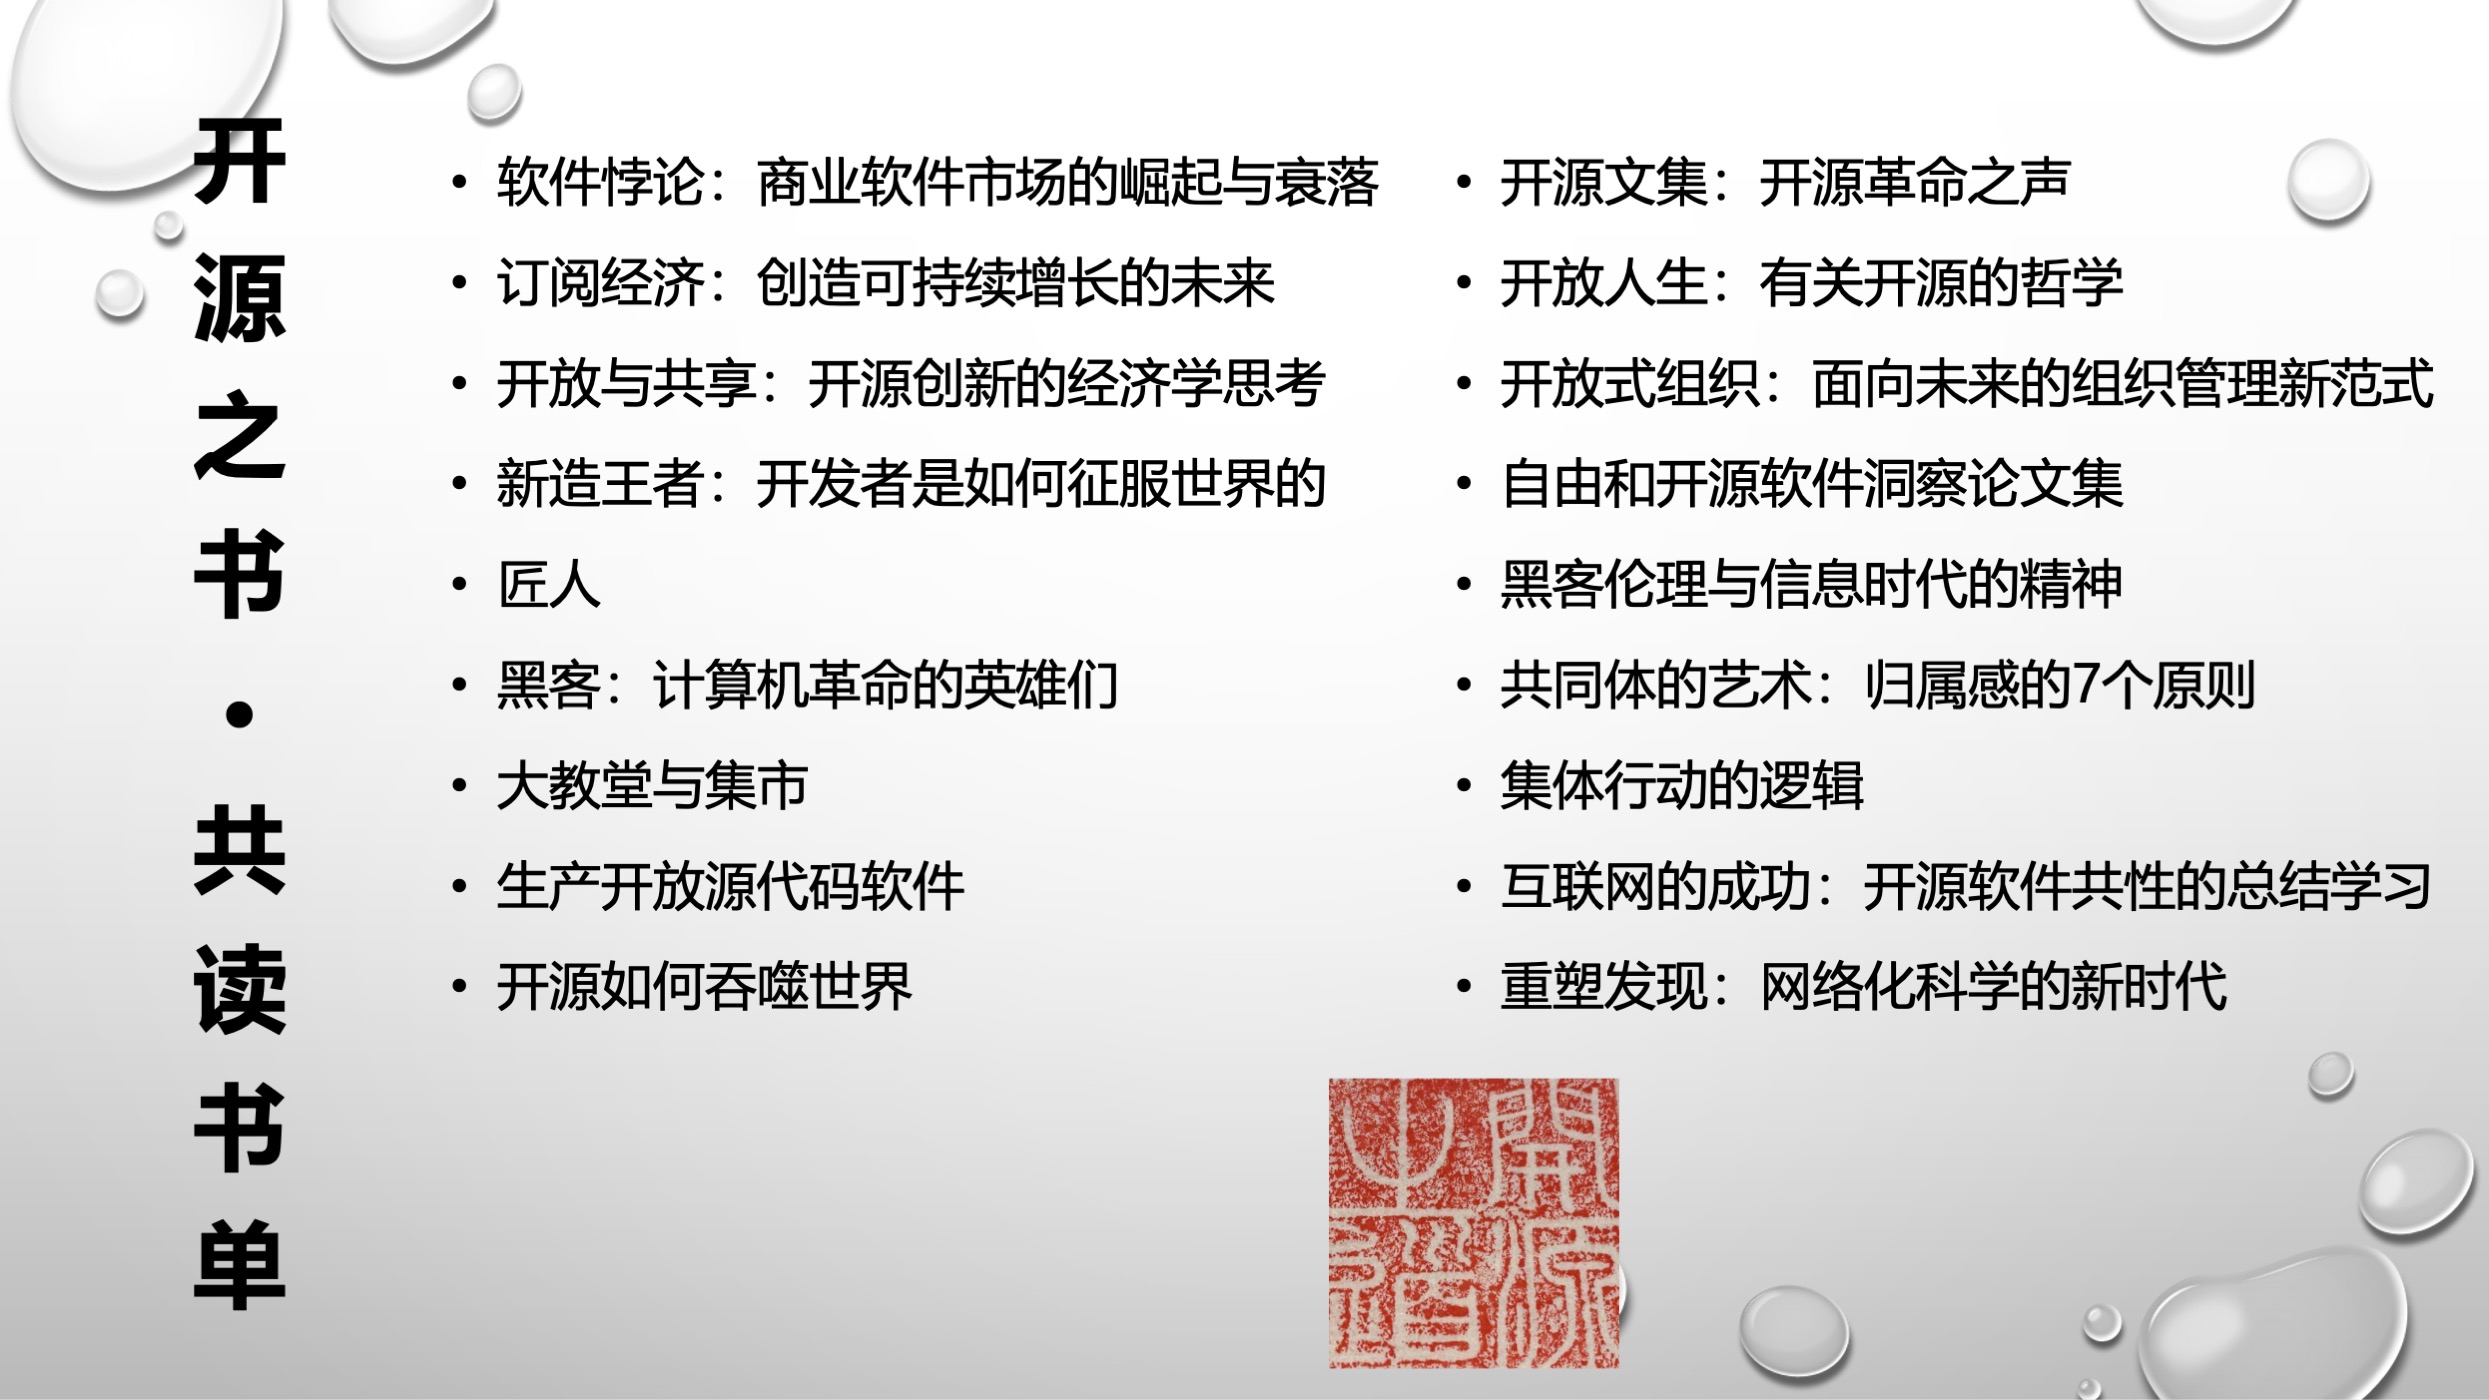 开源之书·共读书单
• 软件悖论：商业软件市场的崛起与衰落
• 订阅经济：创造可持续增长的未来
• 开放与共享：开源创新的经济学思考
• 新造王者：开发者是如何征服世界的
• 匠人
• 黑客：计算机革命的英雄们
• 大教堂与集市
• 生产开放源代码软件
• 开源如何吞噬世界
• 开源文集：开源革命之声
• 开放人生：有关开源的哲学
• 开放式组织：面向未来的组织管理新范式
• 自由和开源软件洞察论文集
• 黑客伦理与信息时代的精神
• 共同体的艺术：归属感的7个原则
• 集体行动的逻辑
• 互联网的成功：开源软件共性的总结学习
• 重塑发现：网络化科学的新时代
開源之道